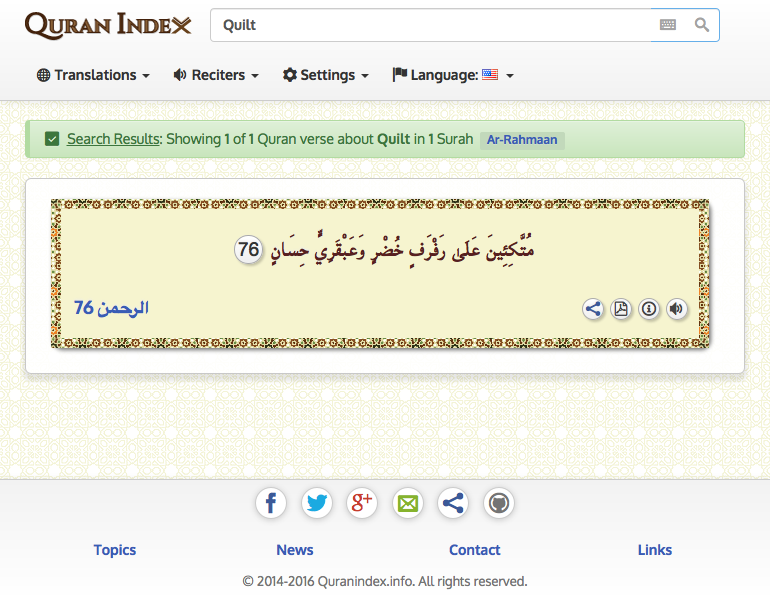 QURAN INDEX
Quilt
Translations
Reciters
Settings
Language:
Search Results: Showing 1 of 1 Quran verse about Quilt in 1 Surah Ar-Rahmaan
مُتَّكِئِينَ عَلَىٰ رَفْرَفٍ خُضْرٍ وَعَبْقَرِيٍّ حِسَانٍ 76
الرحمن 76
f
g+
Topics
News
Contact
Links
© 2014-2016 Quranindex.info. All rights reserved.